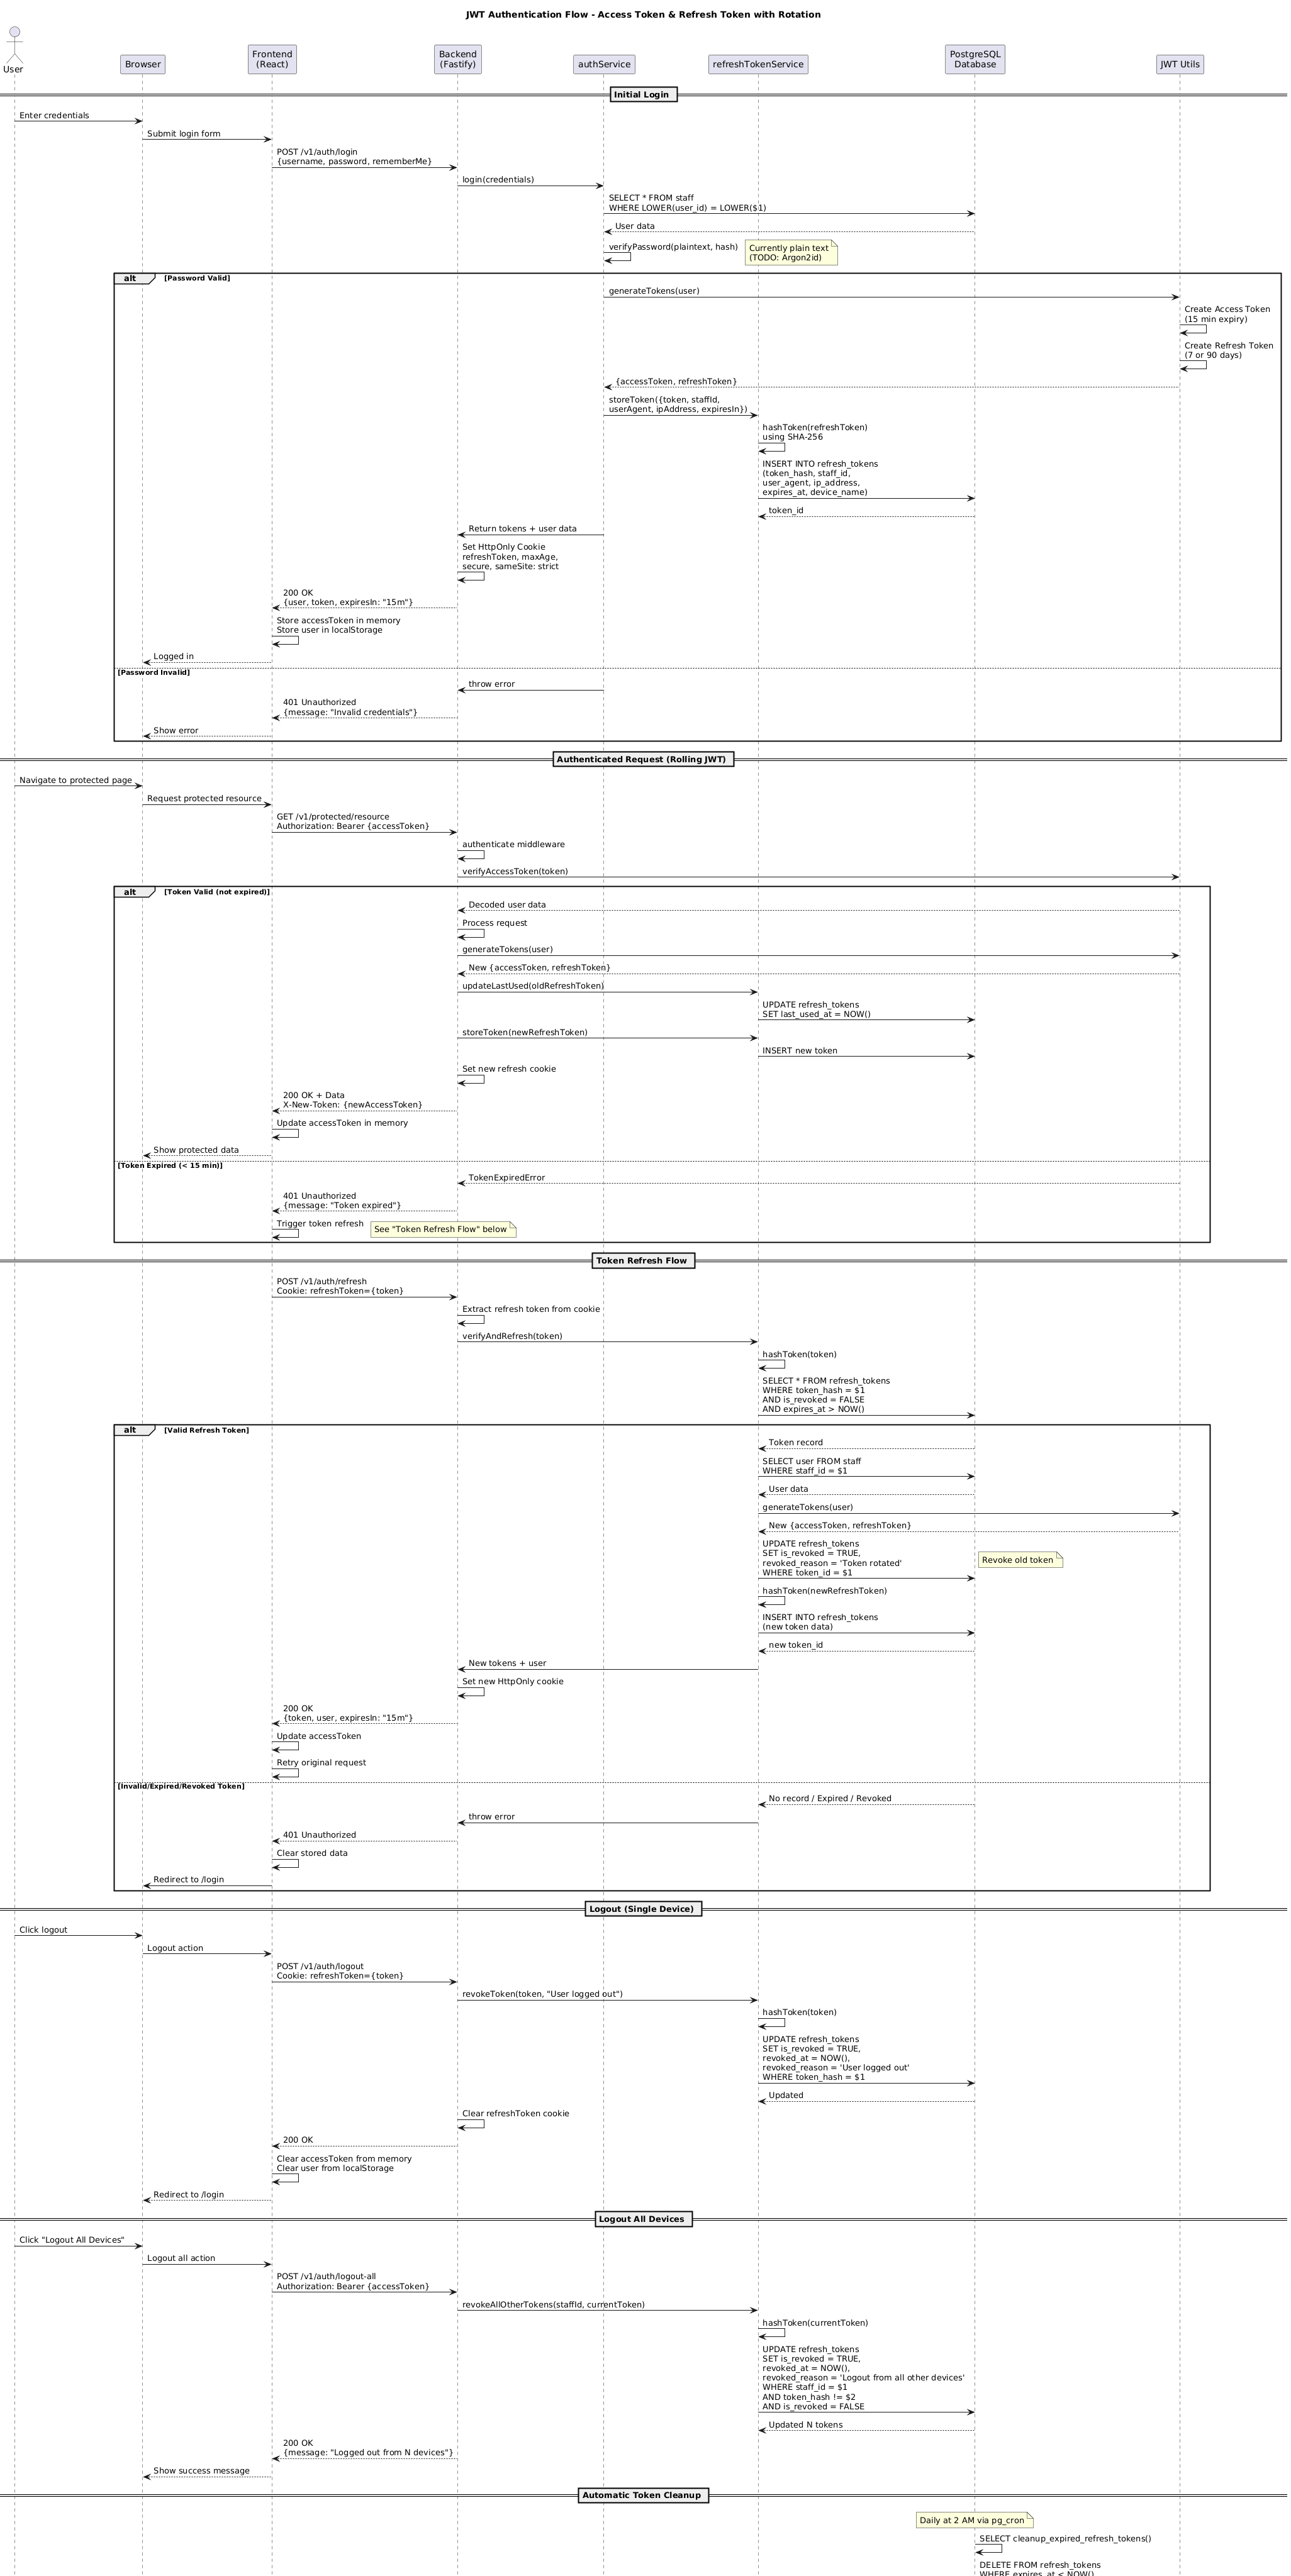 JWT Authentication Flow - Access Token & Refresh Token with Rotation
User
Browser
Frontend
(React)
Backend
(Fastify)
authService
refreshTokenService
PostgreSQL
Database
JWT Utils
Initial Login
Enter credentials
Submit login form
POST /v1/auth/login
{username, password, rememberMe}
login(credentials)
SELECT * FROM staff
WHERE LOWER(user_id) = LOWER($1)
User data
verifyPassword(plaintext, hash)
Currently plain text
(TODO: Argon2id)
alt
[Password Valid]
generateTokens(user)
Create Access Token
(15 min expiry)
Create Refresh Token
(7 or 90 days)
{accessToken, refreshToken}
storeToken({token, staffId,
userAgent, ipAddress, expiresIn})
hashToken(refreshToken)
using SHA-256
INSERT INTO refresh_tokens
(token_hash, staff_id,
user_agent, ip_address,
expires_at, device_name)
token_id
Return tokens + user data
Set HttpOnly Cookie
refreshToken, maxAge,
secure, sameSite: strict
200 OK
{user, token, expiresIn: "15m"}
Store accessToken in memory
Store user in localStorage
Logged in
[Password Invalid]
throw error
401 Unauthorized
{message: "Invalid credentials"}
Show error
Authenticated Request (Rolling JWT)
Navigate to protected page
Request protected resource
GET /v1/protected/resource
Authorization: Bearer {accessToken}
authenticate middleware
verifyAccessToken(token)
alt
[Token Valid (not expired)]
Decoded user data
Process request
generateTokens(user)
New {accessToken, refreshToken}
updateLastUsed(oldRefreshToken)
UPDATE refresh_tokens
SET last_used_at = NOW()
storeToken(newRefreshToken)
INSERT new token
Set new refresh cookie
200 OK + Data
X-New-Token: {newAccessToken}
Update accessToken in memory
Show protected data
[Token Expired (< 15 min)]
TokenExpiredError
401 Unauthorized
{message: "Token expired"}
Trigger token refresh
See "Token Refresh Flow" below
Token Refresh Flow
POST /v1/auth/refresh
Cookie: refreshToken={token}
Extract refresh token from cookie
verifyAndRefresh(token)
hashToken(token)
SELECT * FROM refresh_tokens
WHERE token_hash = $1
AND is_revoked = FALSE
AND expires_at > NOW()
alt
[Valid Refresh Token]
Token record
SELECT user FROM staff
WHERE staff_id = $1
User data
generateTokens(user)
New {accessToken, refreshToken}
UPDATE refresh_tokens
SET is_revoked = TRUE,
revoked_reason = 'Token rotated'
WHERE token_id = $1
Revoke old token
hashToken(newRefreshToken)
INSERT INTO refresh_tokens
(new token data)
new token_id
New tokens + user
Set new HttpOnly cookie
200 OK
{token, user, expiresIn: "15m"}
Update accessToken
Retry original request
[Invalid/Expired/Revoked Token]
No record / Expired / Revoked
throw error
401 Unauthorized
Clear stored data
Redirect to /login
Logout (Single Device)
Click logout
Logout action
POST /v1/auth/logout
Cookie: refreshToken={token}
revokeToken(token, "User logged out")
hashToken(token)
UPDATE refresh_tokens
SET is_revoked = TRUE,
revoked_at = NOW(),
revoked_reason = 'User logged out'
WHERE token_hash = $1
Updated
Clear refreshToken cookie
200 OK
Clear accessToken from memory
Clear user from localStorage
Redirect to /login
Logout All Devices
Click "Logout All Devices"
Logout all action
POST /v1/auth/logout-all
Authorization: Bearer {accessToken}
revokeAllOtherTokens(staffId, currentToken)
hashToken(currentToken)
UPDATE refresh_tokens
SET is_revoked = TRUE,
revoked_at = NOW(),
revoked_reason = 'Logout from all other devices'
WHERE staff_id = $1
AND token_hash != $2
AND is_revoked = FALSE
Updated N tokens
200 OK
{message: "Logged out from N devices"}
Show success message
Automatic Token Cleanup
Daily at 2 AM via pg_cron
SELECT cleanup_expired_refresh_tokens()
DELETE FROM refresh_tokens
WHERE expires_at < NOW()